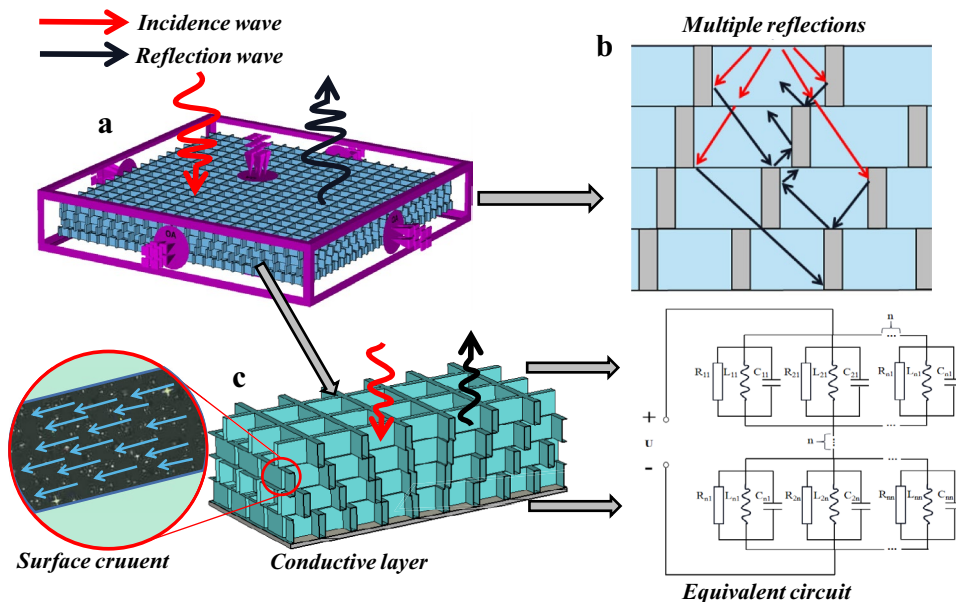 Incidence wave
Reflection wave
a
OA
b
Multiple reflections
c
Surface cruuent
Conductive layer
n
R11 L11 C11 R21 L21 C21 Rn1 Ln1 Cn1
+
U
-
n
Rn1 Ln1 Cn1 R2n L2n C2n Rnn Lnn Cnn
Equivalent circuit